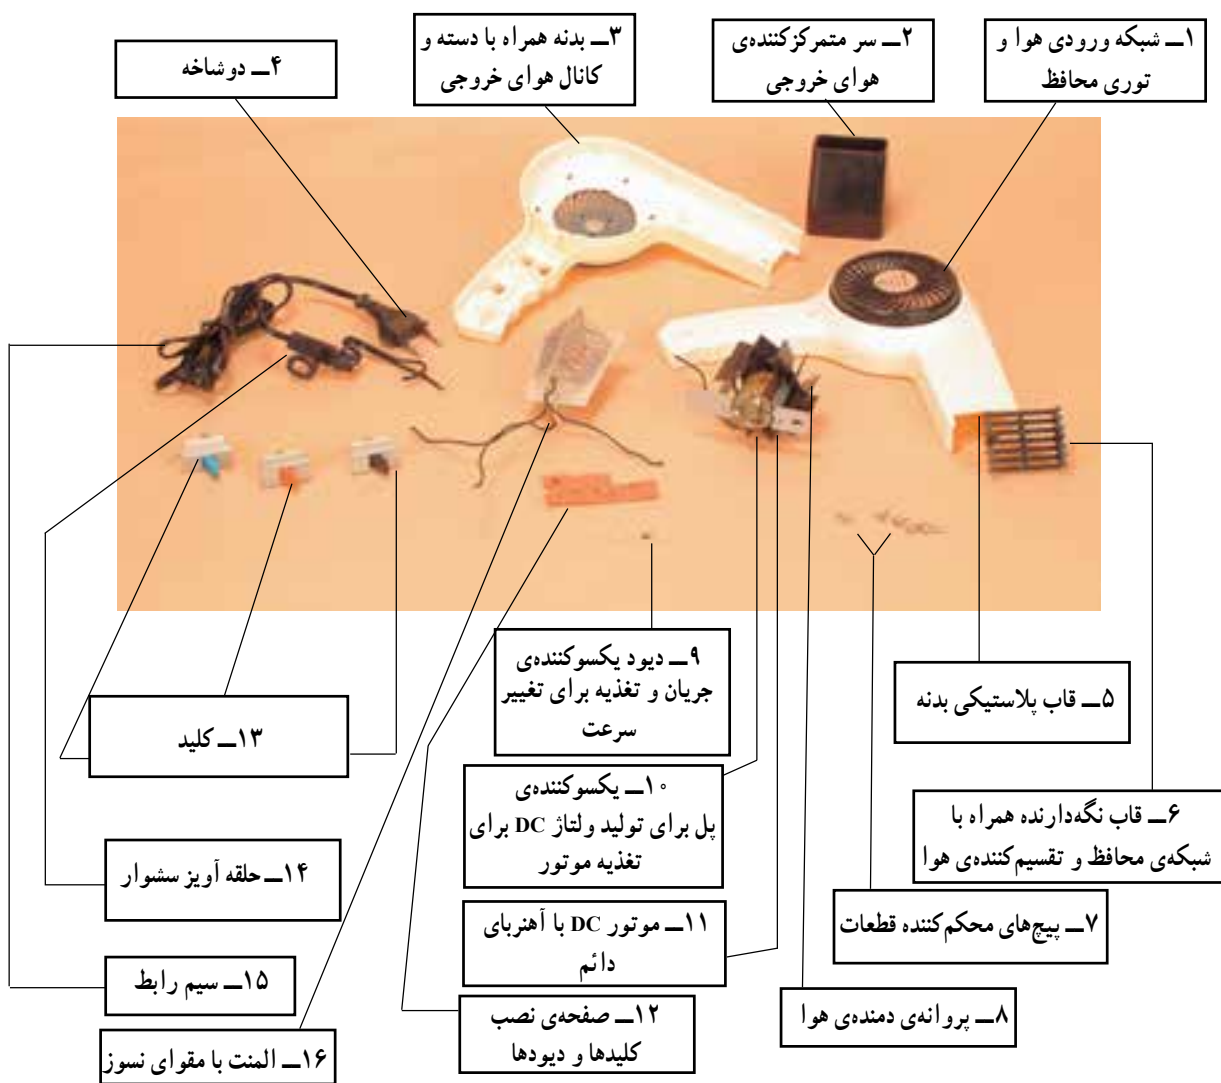 ۱ــ شبکه ورودی هوا و
توری محافظ
۲ــ سر متمرکزکننده‌ی
هوای خروجی
۳ــ بدنه همراه با دسته و
کانال هوای خروجی
۴ــ دوشاخه
۵ــ قاب پلاستیکی بدنه
۶ــ قاب نگه‌دارنده همراه با
شبکه‌ی محافظ و تقسیم‌کننده‌ی هوا
۷ــ پیچ‌های محکم‌کننده قطعات
۸ــ پروانه‌ی دمنده‌ی هوا
۹ــ دیود یکسوکننده‌ی
جریان و تغذیه برای تغییر
سرعت
۱۰ــ یکسوکننده‌ی
پل برای تولید ولتاژ DC برای
تغذیه موتور
۱۱ــ موتور DC با آهنربای
دائم
۱۲ــ صفحه‌ی نصب
کلیدها و دیودها
۱۳ــ کلید
۱۴ــ حلقه آویز سشوار
۱۵ــ سیم رابط
۱۶ــ المنت با مقوای نسوز